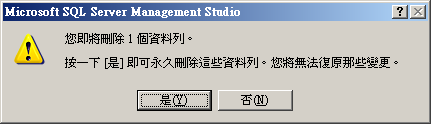 Microsoft SQL Server Management Studio
您即將刪除 1 個資料列。
按一下 [是] 即可永久刪除這些資料列。您將無法復原那些變更。
是(Y) 否(N)